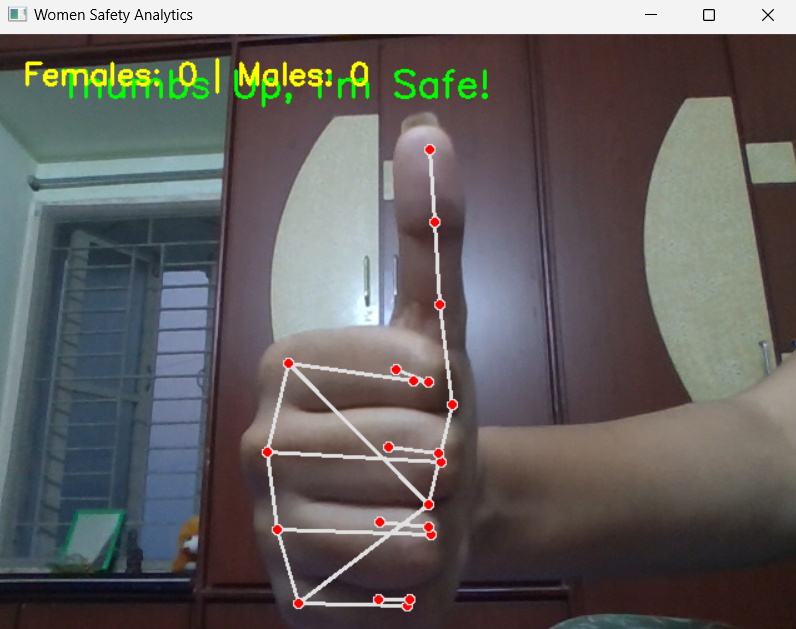 Women Safety Analytics
Females: 0 | Males: 0
Thumbs Up, I'm Safe!